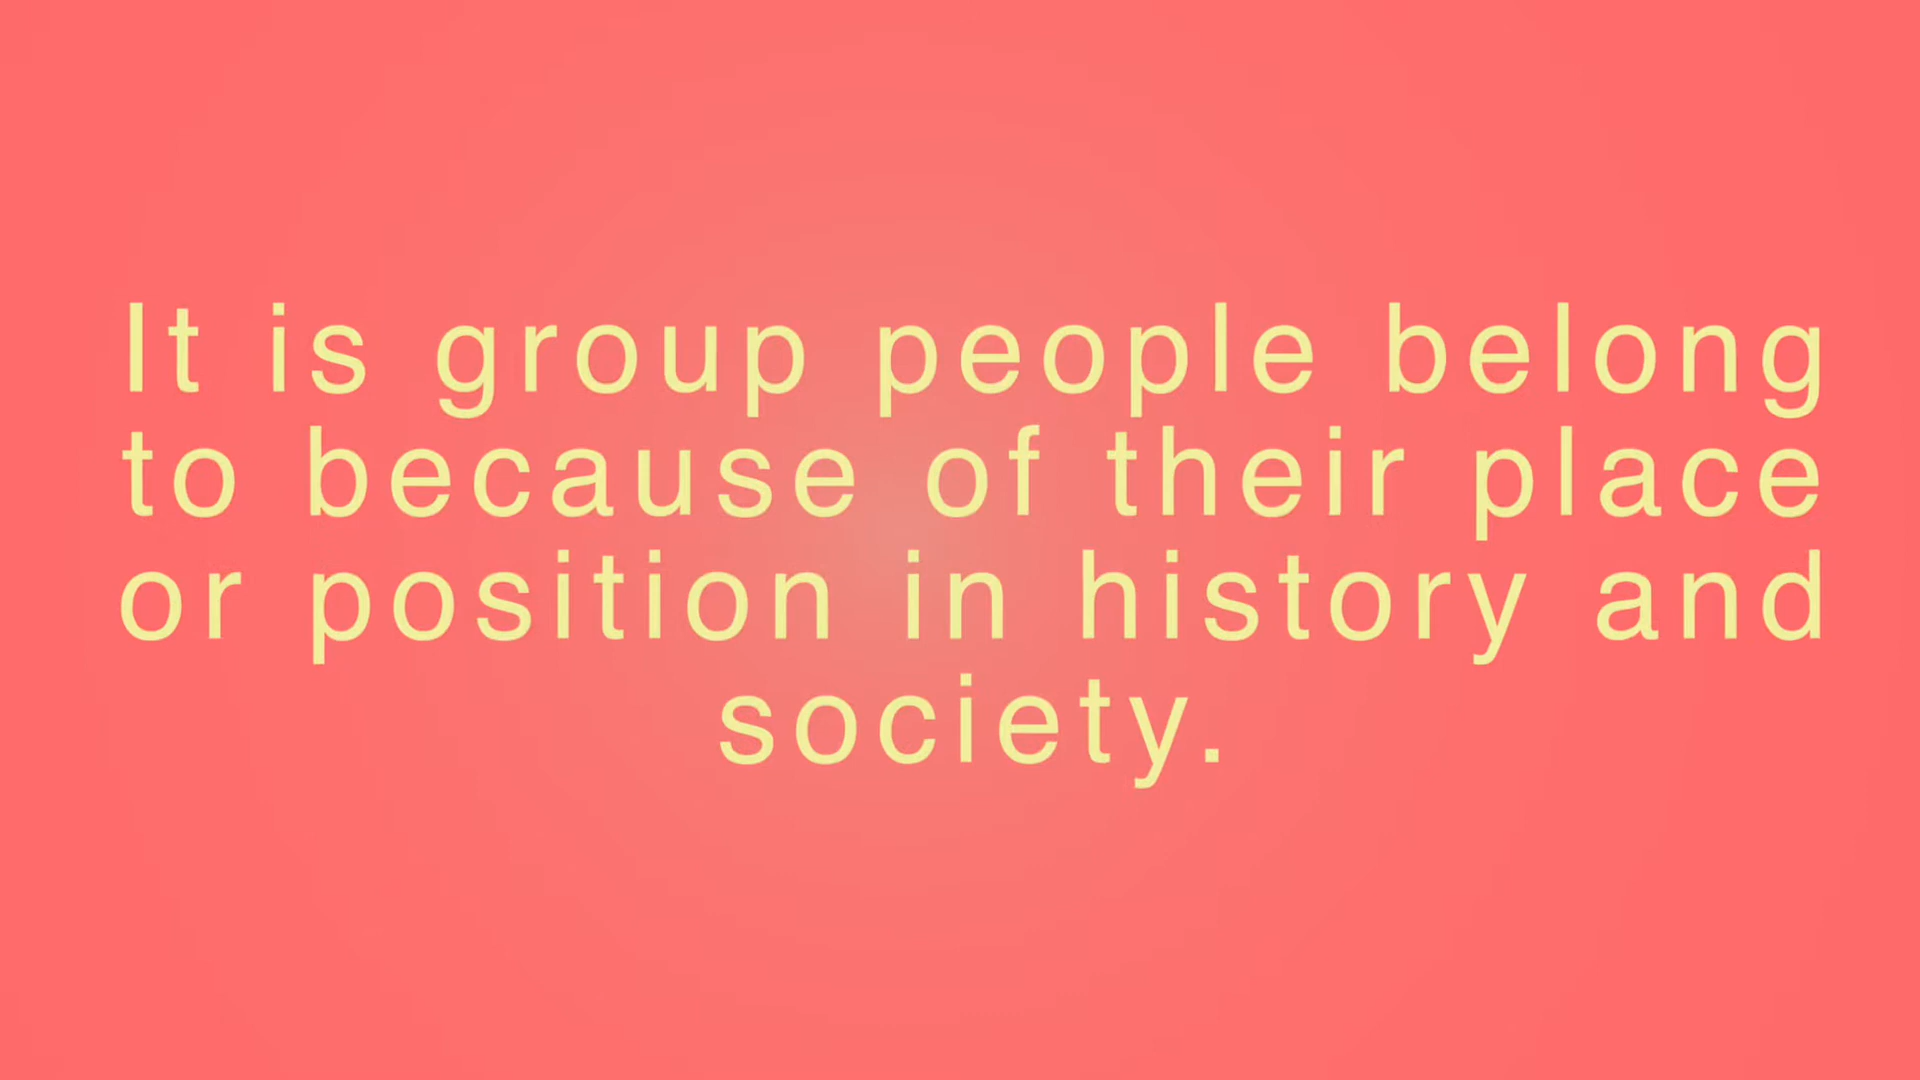 It is group people belong
to because of their place
or position in history and
society.